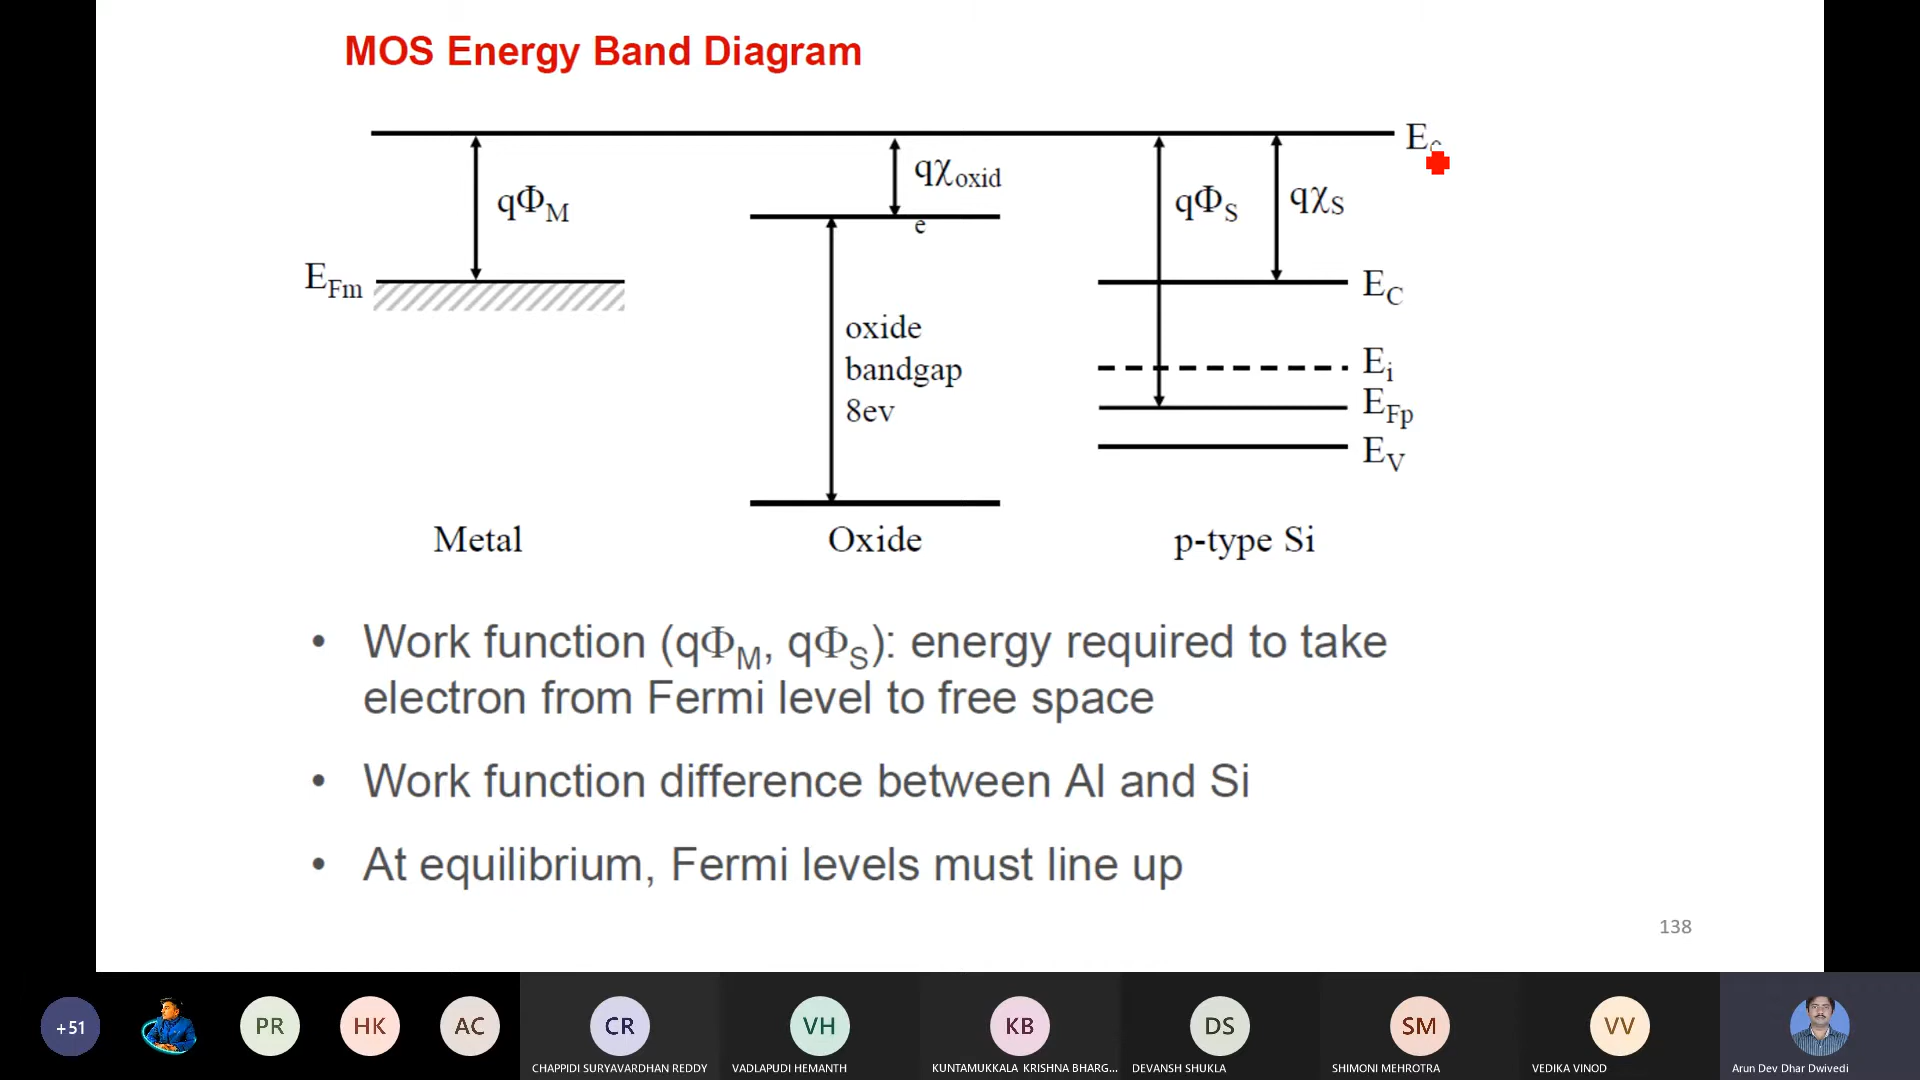 MOS Energy Band Diagram
qΦM
qχoxid
e
qΦS
qχS
EFm
EC
oxide
bandgap
8ev
Ei
EFp
EV
Metal
Oxide
p-type Si
• Work function (qΦM, qΦS): energy required to take
electron from Fermi level to free space
• Work function difference between Al and Si
• At equilibrium, Fermi levels must line up
138
+51
PR
HK
AC
CR
VH
KB
DS
SM
VV
CHAPPIDI SURYAVARDHAN REDDY
VADLAPUDI HEMANTH
KUNTAMUKKALA KRISHNA BHARG...
DEVANSH SHUKLA
SHIMONI MEHROTRA
VEDIKA VINOD
Arun Dev Dhar Dwivedi